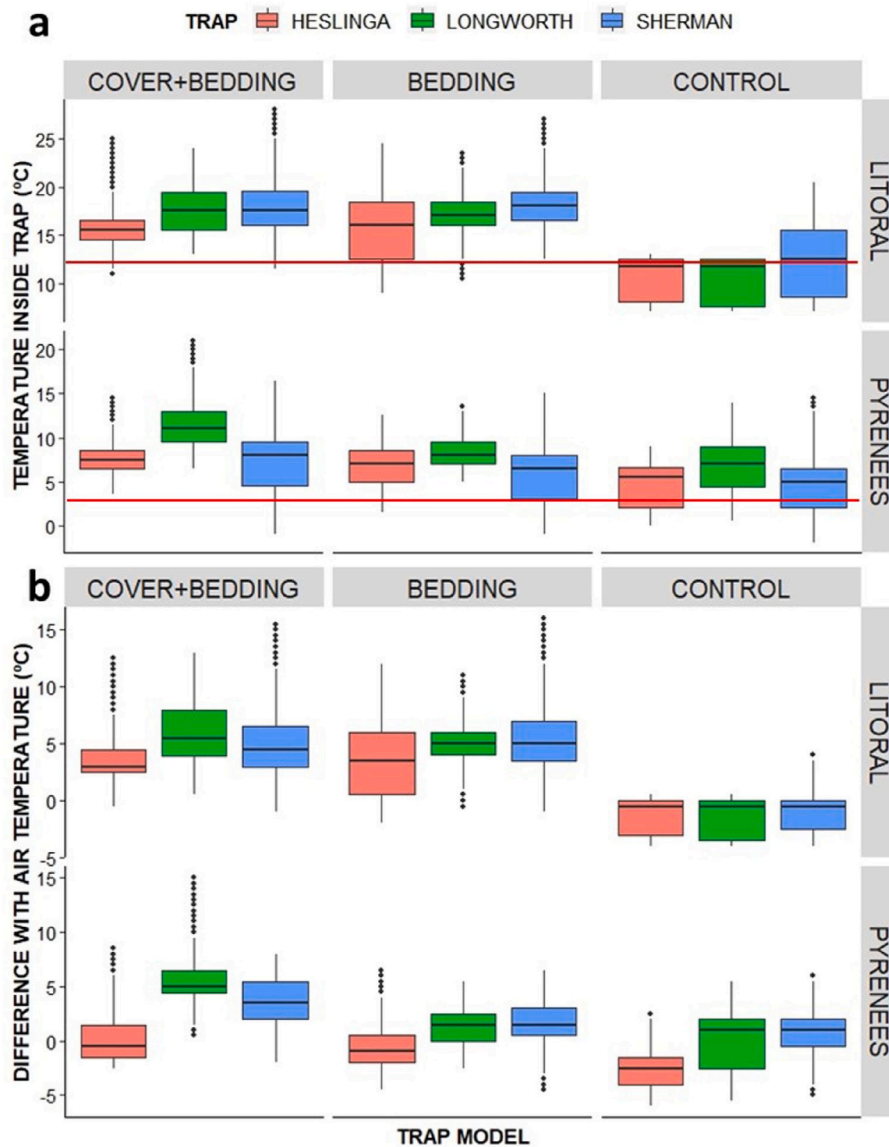 a
TRAP HESLINGA LONGWORTH SHERMAN
COVER+BEDDING BEDDING CONTROL
TEMPERATURE INSIDE TRAP (ºC)
25
20
15
10
LITORAL
20
15
10
5
0
PYRENEES
b
COVER+BEDDING BEDDING CONTROL
DIFFERENCE WITH AIR TEMPERATURE (ºC)
15
10
5
0
-5
LITORAL
15
10
5
0
-5
PYRENEES
TRAP MODEL